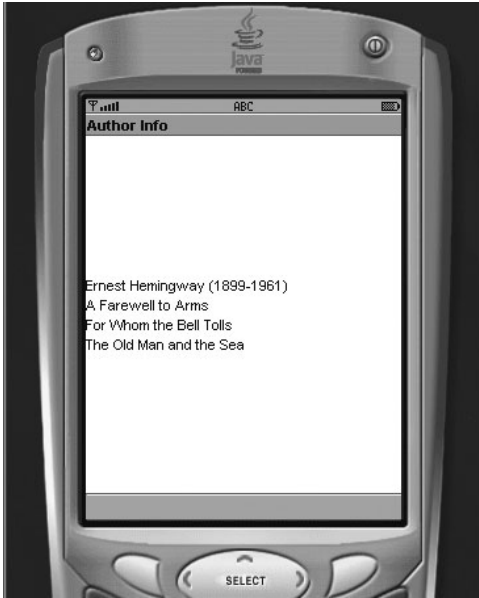 Java
POWERED
ABC
Author Info
Ernest Hemingway (1899-1961)
A Farewell to Arms
For Whom the Bell Tolls
The Old Man and the Sea
SELECT